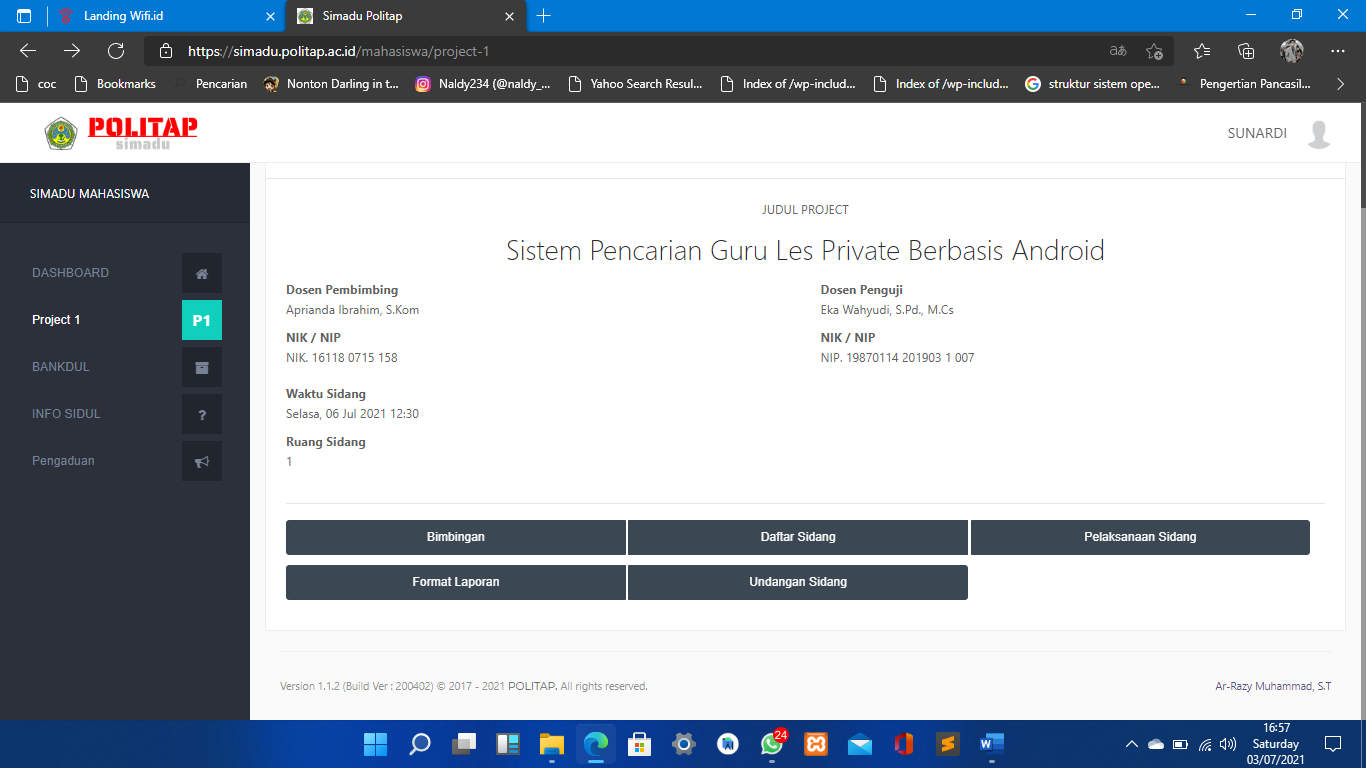 Landing Wifi.id
Simadu Politap
https://simadu.politap.ac.id/mahasiswa/project-1
coc
Bookmarks
Pencarian
Nonton Darling in t...
Naldy234 (@naldy_...
Yahoo Search Resul...
Index of /wp-includ...
Index of /wp-includ...
struktur sistem ope...
Pengertian Pancasil...
POLITAP
simadu
SUNARDI
SIMADU MAHASISWA
DASHBOARD
Project 1
P1
BANKDUL
INFO SIDUL
?
Pengaduan
JUDUL PROJECT
Sistem Pencarian Guru Les Private Berbasis Android
Dosen Pembimbing
Aprianda Ibrahim, S.Kom
NIK / NIP
NIK. 16118 0715 158
Dosen Penguji
Eka Wahyudi, S.Pd., M.Cs
NIK / NIP
NIP. 19870114 201903 1 007
Waktu Sidang
Selasa, 06 Jul 2021 12:30
Ruang Sidang
1
Bimbingan
Daftar Sidang
Pelaksanaan Sidang
Format Laporan
Undangan Sidang
Version 1.1.2 (Build Ver : 200402) © 2017 - 2021 POLITAP. All rights reserved.
Ar-Razy Muhammad, S.T
24
16:57
Saturday
03/07/2021